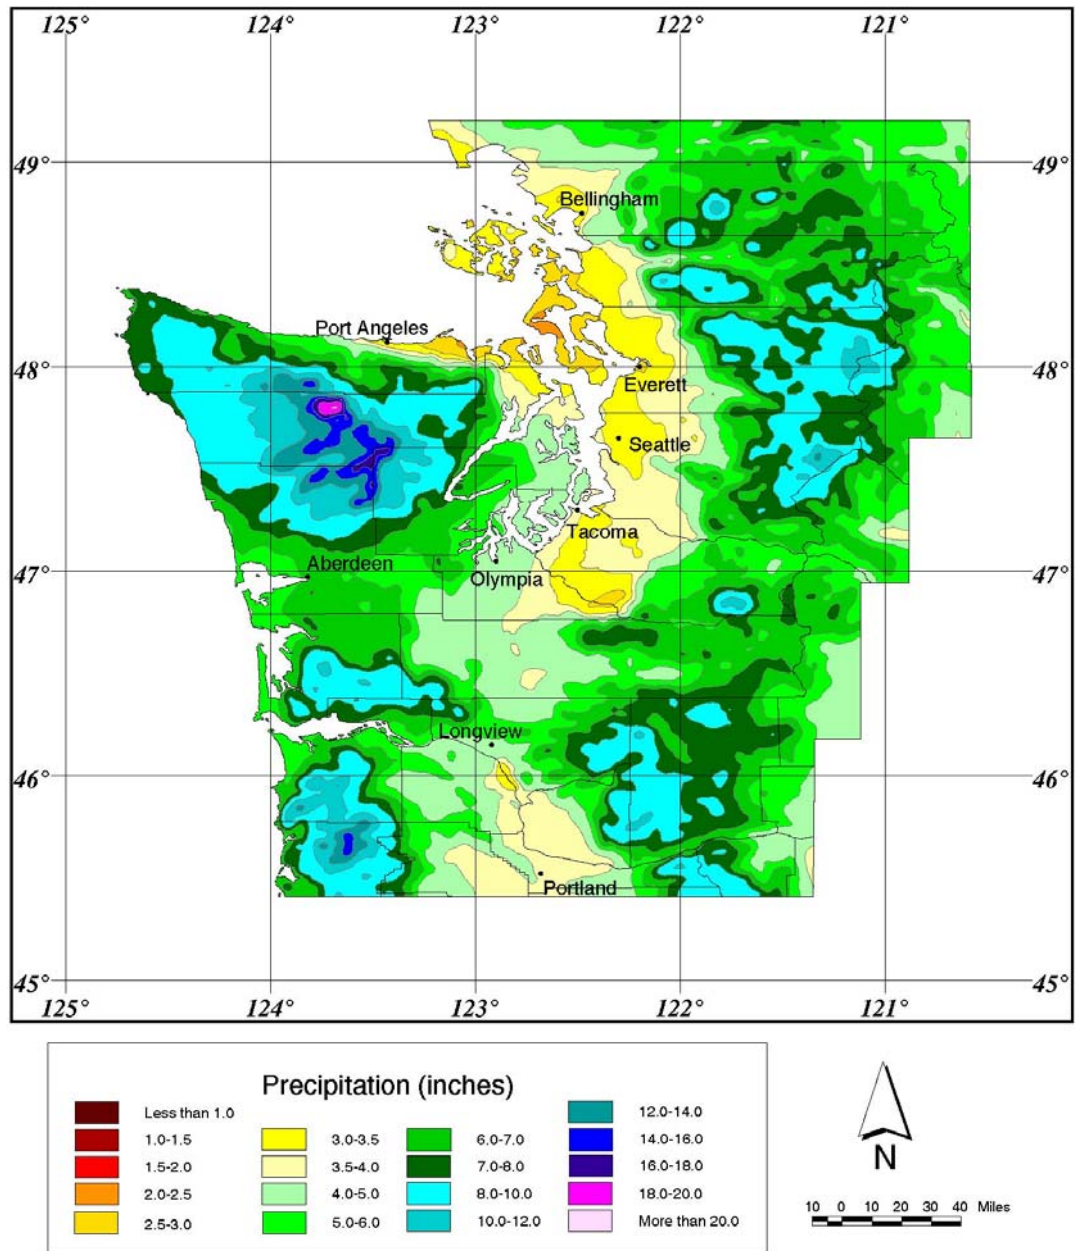 125° 124° 123° 122° 121°
49° 49°
Bellingham
Port Angeles
48° 48°
Everett
Seattle
Tacoma
Aberdeen
47° 47°
Olympia
Longview
46° 46°
Portland
45° 45°
125° 124° 123° 122° 121°
Precipitation (inches)
Less than 1.0
1.0-1.5
1.5-2.0
2.0-2.5
2.5-3.0
3.0-3.5
3.5-4.0
4.0-5.0
5.0-6.0
6.0-7.0
7.0-8.0
8.0-10.0
10.0-12.0
12.0-14.0
14.0-16.0
16.0-18.0
18.0-20.0
More than 20.0
N
10 0 10 20 30 40 Miles